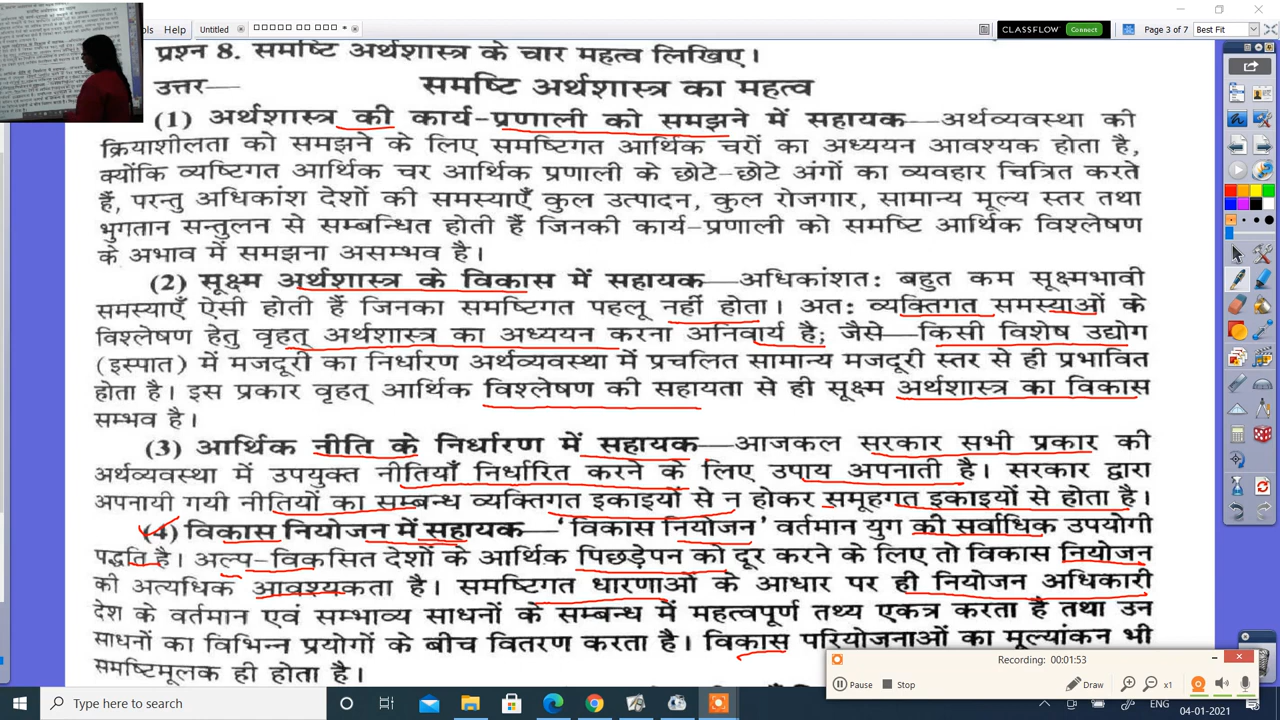 ols Help Untitled
CLASSFLOW Connect Page 3 of 7 Best Fit
प्रश्न 8. समष्टि अर्थशास्त्र के चार महत्व लिखिए।
उत्तर— समष्टि अर्थशास्त्र का महत्व
(1) अर्थशास्त्र की कार्य-प्रणाली को समझने में सहायक—अर्थव्यवस्था की
क्रियाशीलता को समझने के लिए समष्टिगत आर्थिक चरों का अध्ययन आवश्यक होता है,
क्योंकि व्यष्टिगत आर्थिक चर आर्थिक प्रणाली के छोटे-छोटे अंगों का व्यवहार चित्रित करते
हैं, परन्तु अधिकांश देशों की समस्याएँ कुल उत्पादन, कुल रोजगार, सामान्य मूल्य स्तर तथा
भुगतान सन्तुलन से सम्बन्धित होती हैं जिनकी कार्य-प्रणाली को समष्टि आर्थिक विश्लेषण
के अभाव में समझना असम्भव है।
(2) सूक्ष्म अर्थशास्त्र के विकास में सहायक—अधिकांशतः बहुत कम सूक्ष्मभावी
समस्याएँ ऐसी होती हैं जिनका समष्टिगत पहलू नहीं होता। अतः व्यक्तिगत समस्याओं के
विश्लेषण हेतु वृहत् अर्थशास्त्र का अध्ययन करना अनिवार्य है; जैसे—किसी विशेष उद्योग
(इस्पात) में मजदूरी का निर्धारण अर्थव्यवस्था में प्रचलित सामान्य मजदूरी स्तर से ही प्रभावित
होता है। इस प्रकार वृहत् आर्थिक विश्लेषण की सहायता से ही सूक्ष्म अर्थशास्त्र का विकास
सम्भव है।
(3) आर्थिक नीति के निर्धारण में सहायक—आजकल सरकार सभी प्रकार की
अर्थव्यवस्था में उपयुक्त नीतियाँ निर्धारित करने के लिए उपाय अपनाती है। सरकार द्वारा
अपनायी गयी नीतियों का सम्बन्ध व्यक्तिगत इकाइयों से न होकर समूहगत इकाइयों से होता है।
(4) विकास नियोजन में सहायक—‘विकास नियोजन’ वर्तमान युग की सर्वाधिक उपयोगी
पद्धति है। अल्प-विकसित देशों के आर्थिक पिछड़ेपन को दूर करने के लिए तो विकास नियोजन
की अत्यधिक आवश्यकता है। समष्टिगत धारणाओं के आधार पर ही नियोजन अधिकारी
देश के वर्तमान एवं सम्भाव्य साधनों के सम्बन्ध में महत्वपूर्ण तथ्य एकत्र करता है तथा उन
साधनों का विभिन्न प्रयोगों के बीच वितरण करता है। विकास परियोजनाओं का मूल्यांकन भी
समष्टिमूलक ही होता है।
Recording: 00:01:53
Pause Stop Draw x1
Type here to search ENG 04-01-2021